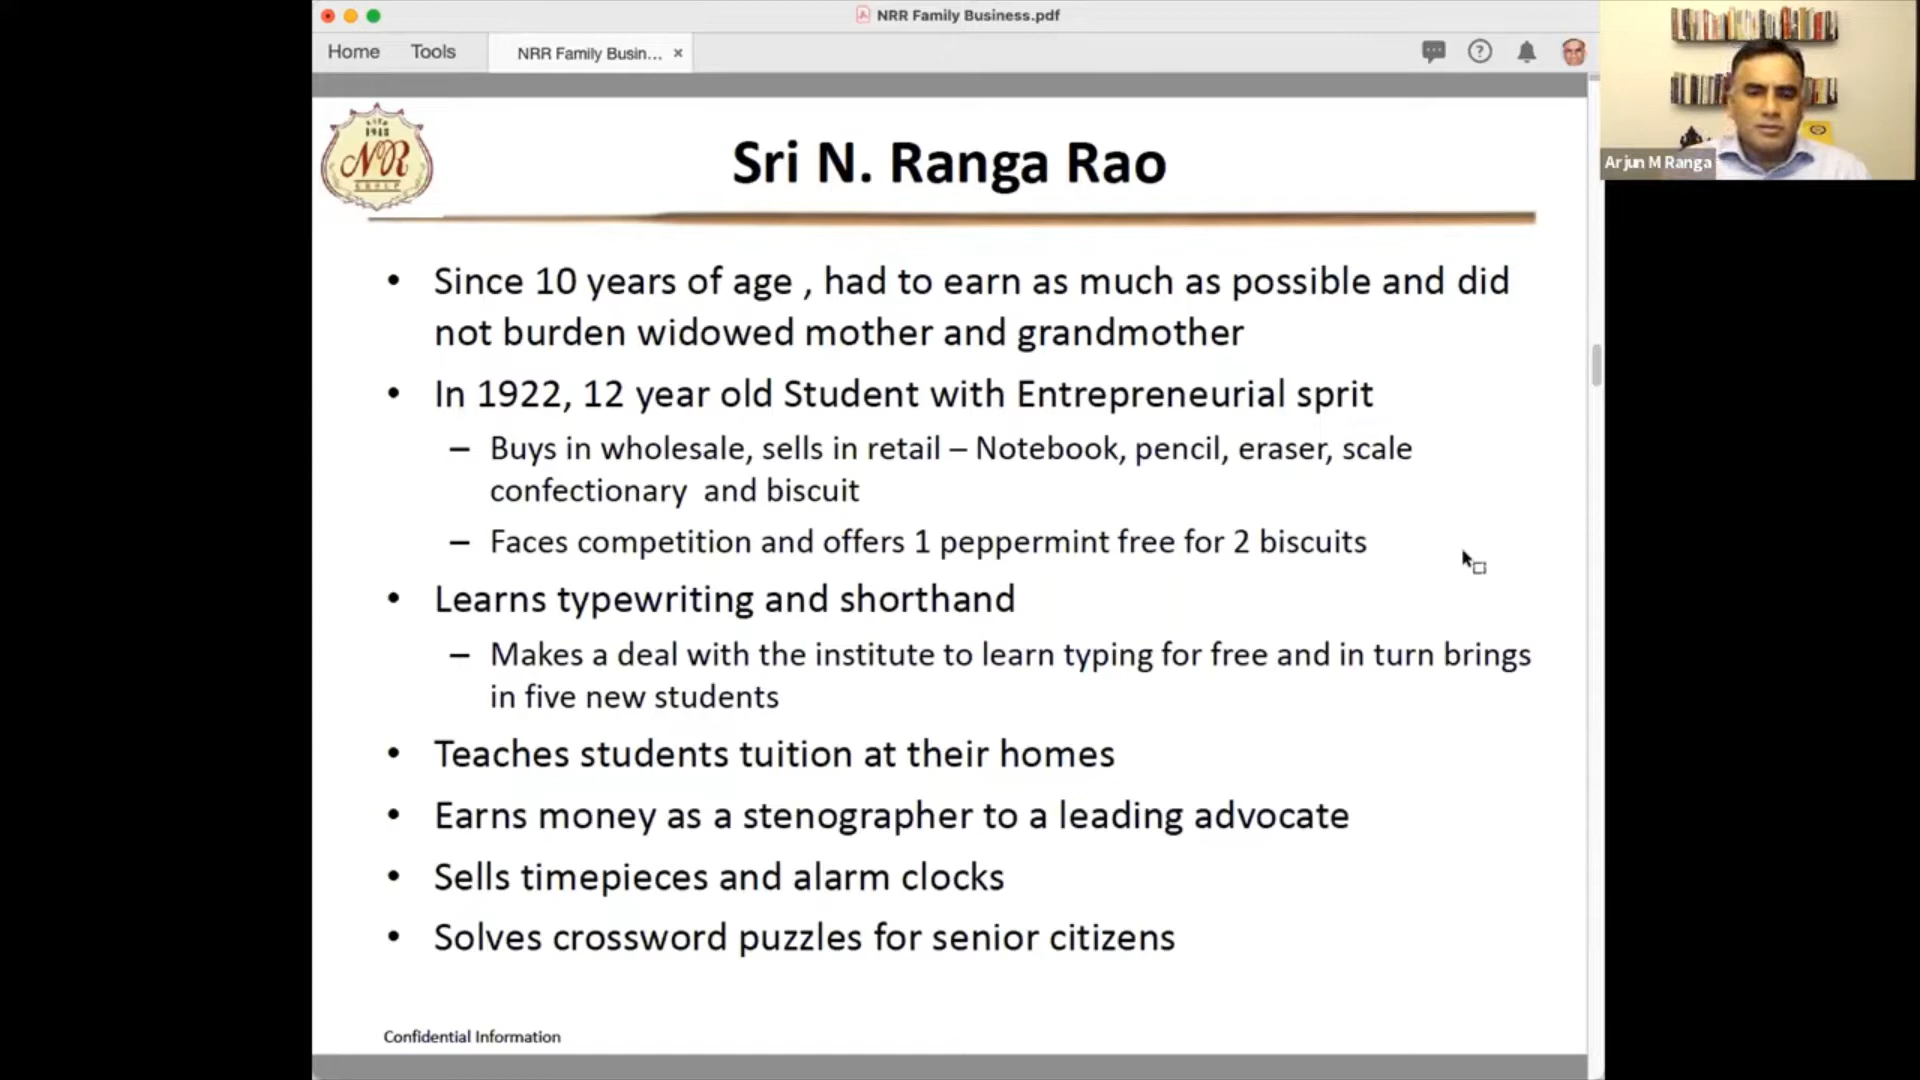 NRR Family Business.pdf
Home Tools NRR Family Busin... ×
1948
NR
GROUP
Sri N. Ranga Rao
• Since 10 years of age , had to earn as much as possible and did
not burden widowed mother and grandmother
• In 1922, 12 year old Student with Entrepreneurial sprit
– Buys in wholesale, sells in retail – Notebook, pencil, eraser, scale
confectionary and biscuit
– Faces competition and offers 1 peppermint free for 2 biscuits
• Learns typewriting and shorthand
– Makes a deal with the institute to learn typing for free and in turn brings
in five new students
• Teaches students tuition at their homes
• Earns money as a stenographer to a leading advocate
• Sells timepieces and alarm clocks
• Solves crossword puzzles for senior citizens
Confidential Information
Arjun M Ranga